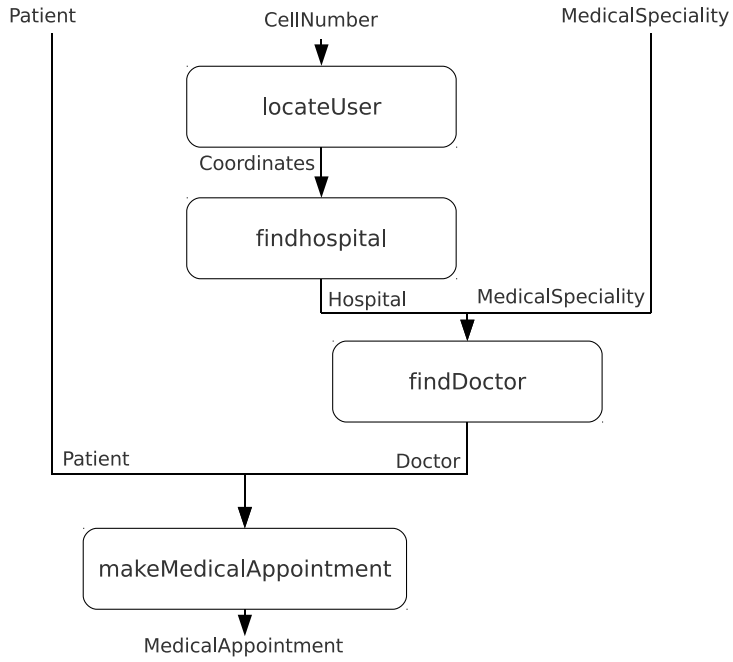 Patient
CellNumber
MedicalSpeciality
locateUser
Coordinates
findhospital
Hospital
MedicalSpeciality
findDoctor
Patient
Doctor
makeMedicalAppointment
MedicalAppointment